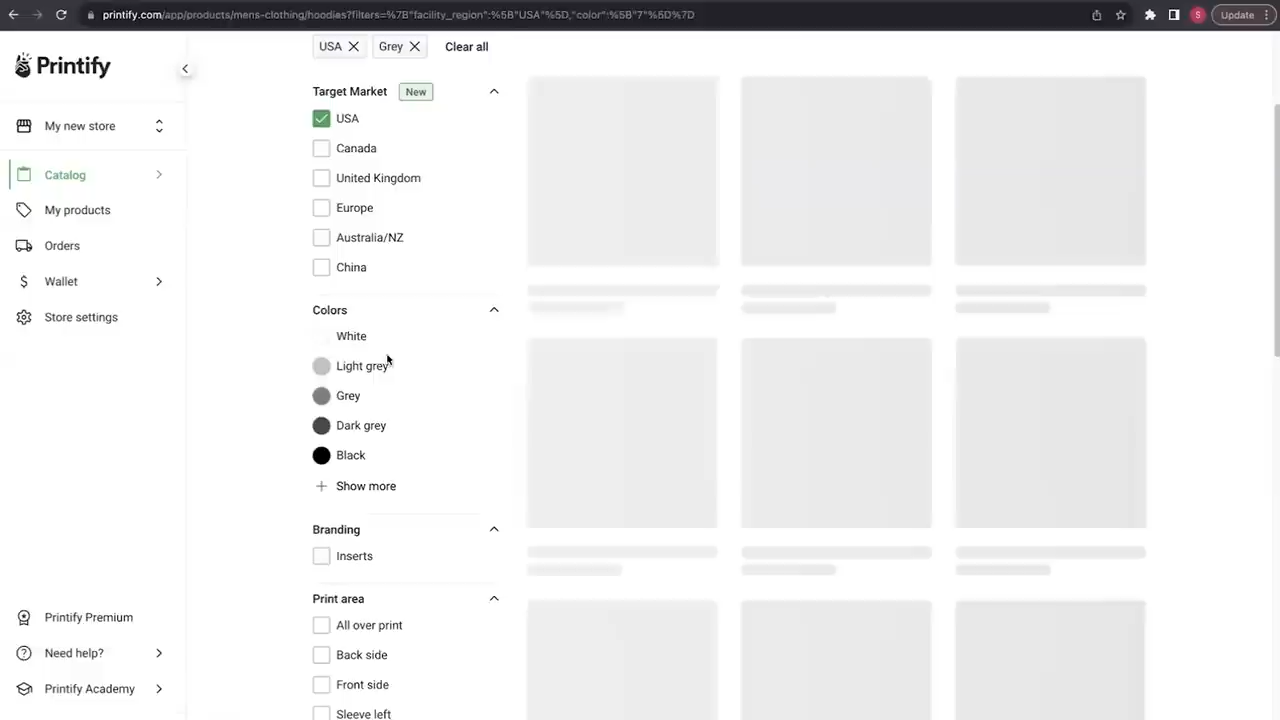 printify.com/app/products/mens-clothing/hoodies?filters=%7B"facility_region":%5B"USA"%5D,"color":%5B"7"%5D%7D
S
Update
Printify
My new store
Catalog
My products
Orders
Wallet
Store settings
Printify Premium
Need help?
Printify Academy
USA
Grey
Clear all
Target Market
New
USA
Canada
United Kingdom
Europe
Australia/NZ
China
Colors
White
Light grey
Grey
Dark grey
Black
Show more
Branding
Inserts
Print area
All over print
Back side
Front side
Sleeve left